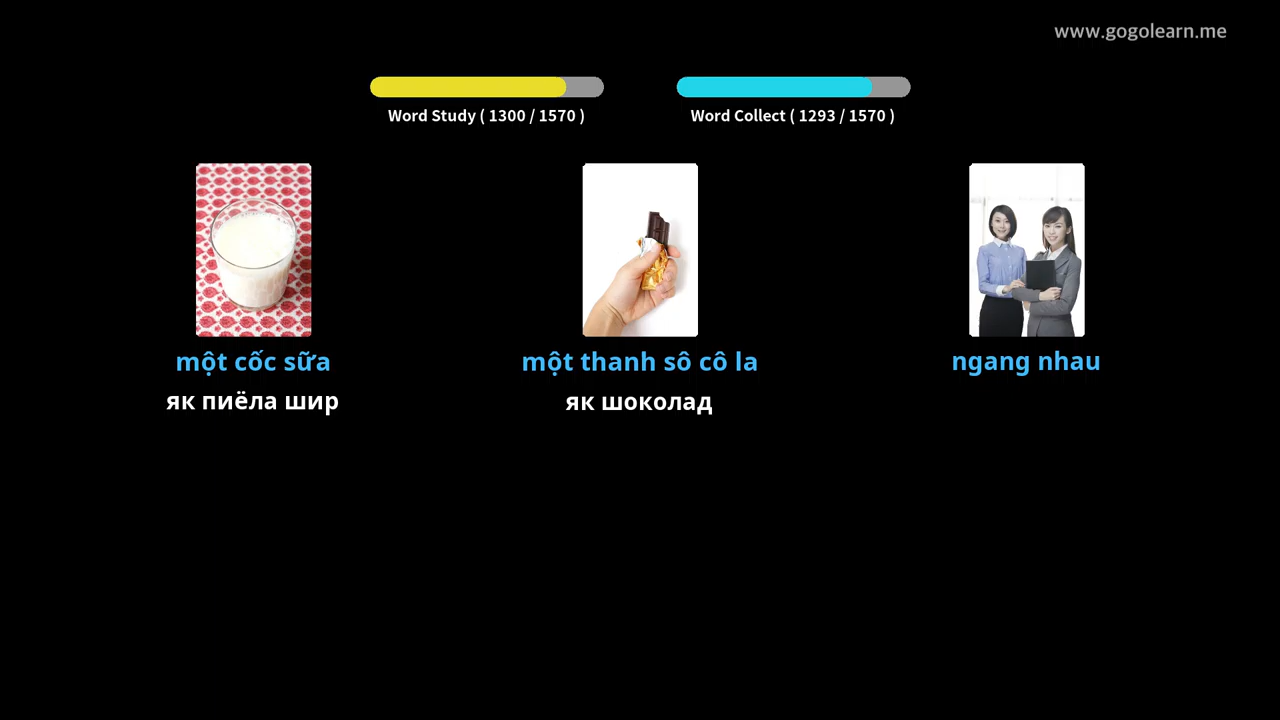 www.gogolearn.me
Word Study ( 1300 / 1570 )
Word Collect ( 1293 / 1570 )
một cốc sữa
một thanh sô cô la
ngang nhau
як пиёла шир
як шоколад